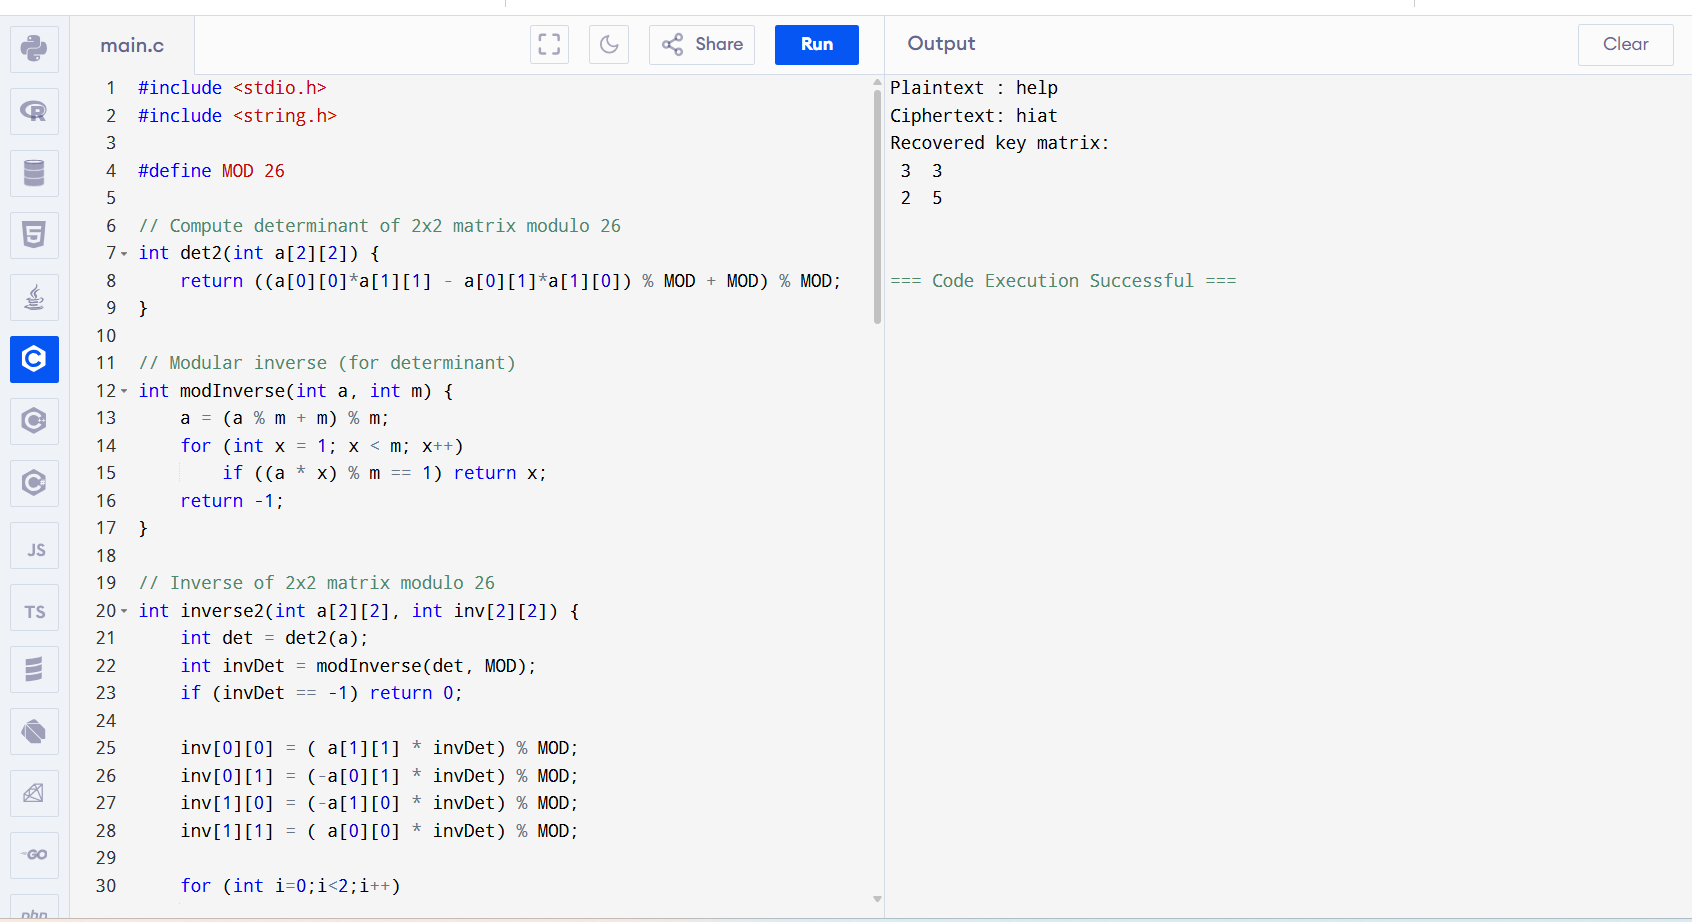 main.c
Share
Run
Output
Clear
1 #include <stdio.h>
2 #include <string.h>
3
4 #define MOD 26
5
6 // Compute determinant of 2x2 matrix modulo 26
7 int det2(int a[2][2]) {
8     return ((a[0][0]*a[1][1] - a[0][1]*a[1][0]) % MOD + MOD) % MOD;
9 }
10
11 // Modular inverse (for determinant)
12 int modInverse(int a, int m) {
13     a = (a % m + m) % m;
14     for (int x = 1; x < m; x++)
15         if ((a * x) % m == 1) return x;
16     return -1;
17 }
18
19 // Inverse of 2x2 matrix modulo 26
20 int inverse2(int a[2][2], int inv[2][2]) {
21     int det = det2(a);
22     int invDet = modInverse(det, MOD);
23     if (invDet == -1) return 0;
24
25     inv[0][0] = ( a[1][1] * invDet) % MOD;
26     inv[0][1] = (-a[0][1] * invDet) % MOD;
27     inv[1][0] = (-a[1][0] * invDet) % MOD;
28     inv[1][1] = ( a[0][0] * invDet) % MOD;
29
30     for (int i=0;i<2;i++)
Plaintext : help
Ciphertext: hiat
Recovered key matrix:
 3  3
 2  5
=== Code Execution Successful ===
R
5
C
C
C
JS
TS
GO
php